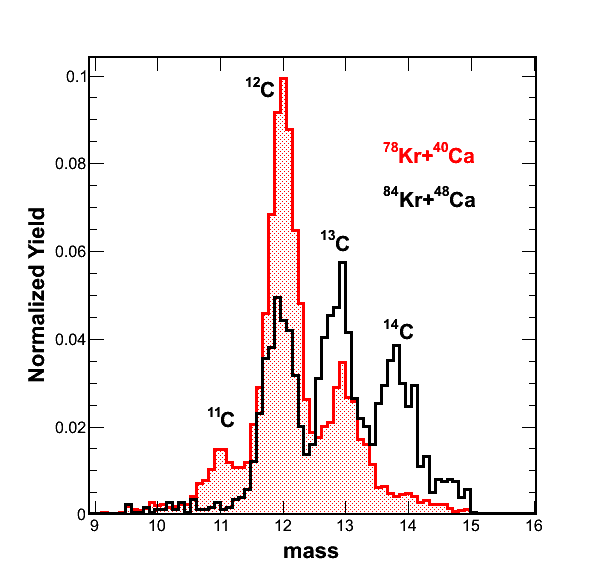 0.1
0.08
0.06
0.04
0.02
0
Normalized Yield
¹²C
¹³C
¹⁴C
¹¹C
⁷⁸Kr+⁴⁰Ca
⁸⁴Kr+⁴⁸Ca
9 10 11 12 13 14 15 16
mass